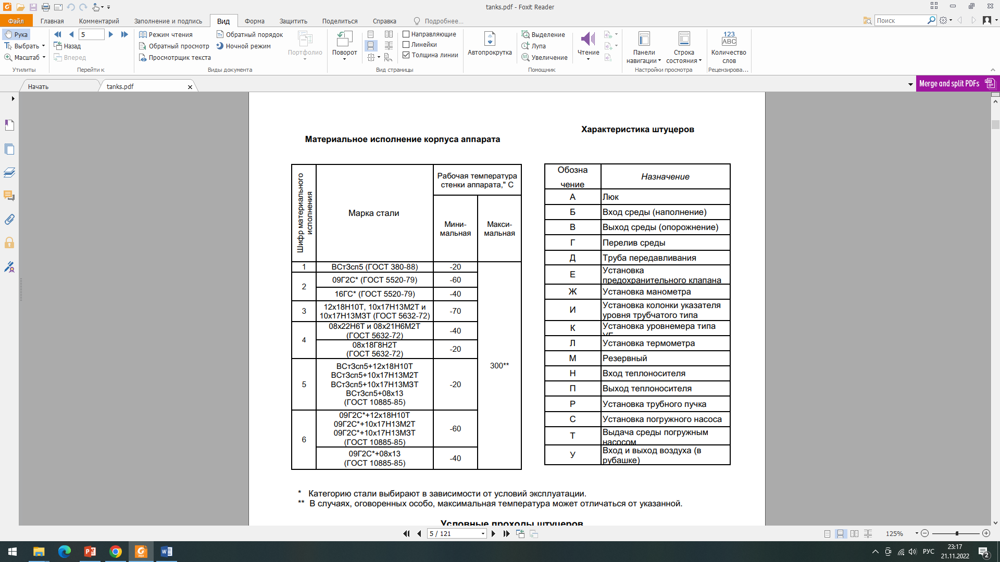 tanks.pdf - Foxit Reader
Файл
Главная
Комментарий
Заполнение и подпись
Вид
Форма
Защитить
Поделиться
Справка
Подробнее...
Поиск
Рука
Выбрать
Масштаб
Утилиты
5
Назад
Вперед
Перейти к
Режим чтения
Обратный просмотр
Просмотрщик текста
Обратный порядок
Ночной режим
Виды документа
Портфолио
Поворот
Направляющие
Линейки
Толщина линии
Вид страницы
Автопрокрутка
Выделение
Лупа
Увеличение
Помощник
Чтение
Панели
навигации
Строка
состояния
Настройки просмотра
123
ABC
Количество
слов
Рецензирова...
Начать
tanks.pdf
Merge and split PDFs
Материальное исполнение корпуса аппарата
Шифр материального
исполнения
Марка стали
Рабочая температура
стенки аппарата," С
Мини-
мальная
Макси-
мальная
1
ВСт3сп5 (ГОСТ 380-88)
-20
2
09Г2С* (ГОСТ 5520-79)
-60
16ГС* (ГОСТ 5520-79)
-40
3
12х18Н10Т, 10х17Н13М2Т и
10х17Н13М3Т (ГОСТ 5632-72)
-70
4
08х22Н6Т и 08х21Н6М2Т
(ГОСТ 5632-72)
-40
08х18Г8Н2Т
(ГОСТ 5632-72)
-20
5
ВСт3сп5+12х18Н10Т
ВСт3сп5+10х17Н13М2Т
ВСт3сп5+10х17Н13М3Т
ВСт3сп5+08х13
(ГОСТ 10885-85)
-20
6
09Г2С*+12х18Н10Т
09Г2С*+10х17Н13М2Т
09Г2С*+10х17Н13М3Т
(ГОСТ 10885-85)
-60
09Г2С*+08х13
(ГОСТ 10885-85)
-40
300**
Характеристика штуцеров
Обозна
чение
Назначение
А
Люк
Б
Вход среды (наполнение)
В
Выход среды (опорожнение)
Г
Перелив среды
Д
Труба передавливания
Е
Установка
предохранительного клапана
Ж
Установка манометра
И
Установка колонки указателя
уровня трубчатого типа
К
Установка уровнемера типа
Л
Установка термометра
М
Резервный
Н
Вход теплоносителя
П
Выход теплоносителя
Р
Установка трубного пучка
С
Установка погружного насоса
Т
Выдача среды погружным
насосом
У
Вход и выход воздуха (в
рубашке)
* Категорию стали выбирают в зависимости от условий эксплуатации.
** В случаях, оговоренных особо, максимальная температура может отличаться от указанной.
Условные проходы штуцеров
5 / 121
125%
РУС
23:17
21.11.2022
2